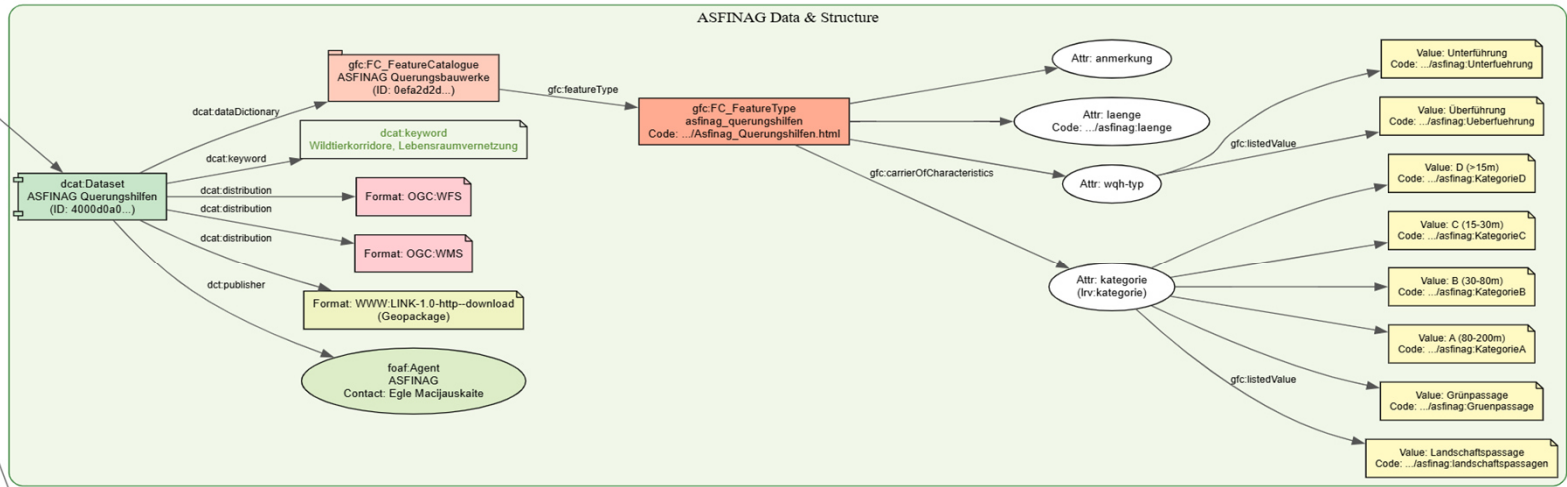 ASFINAG Data & Structure
gfc:FC_FeatureCatalogue
ASFINAG Querungsbauwerke
(ID: 0efa2d2d...)
gfc:featureType
dcat:dataDictionary
dcat:keyword
Wildtierkorridore, Lebensraumvernetzung
dcat:keyword
dcat:Dataset
ASFINAG Querungshilfen
(ID: 4000d0a0...)
dcat:distribution
Format: OGC:WFS
dcat:distribution
Format: OGC:WMS
dcat:distribution
Format: WWW:LINK-1.0-http--download
(Geopackage)
dct:publisher
foaf:Agent
ASFINAG
Contact: Egle Macijauskaite
gfc:FC_FeatureType
asfinag_querungshilfen
Code: .../Asfinag_Querungshilfen.html
gfc:carrierOfCharacteristics
Attr: anmerkung
Attr: laenge
Code: .../asfinag:laenge
Attr: wqh-typ
Attr: kategorie
(lrv:kategorie)
gfc:listedValue
gfc:listedValue
Value: Unterführung
Code: .../asfinag:Unterfuehrung
Value: Überführung
Code: .../asfinag:Ueberfuehrung
Value: D (>15m)
Code: .../asfinag:KategorieD
Value: C (15-30m)
Code: .../asfinag:KategorieC
Value: B (30-80m)
Code: .../asfinag:KategorieB
Value: A (80-200m)
Code: .../asfinag:KategorieA
Value: Grünpassage
Code: .../asfinag:Gruenpassage
Value: Landschaftspassage
Code: .../asfinag:landschaftspassagen